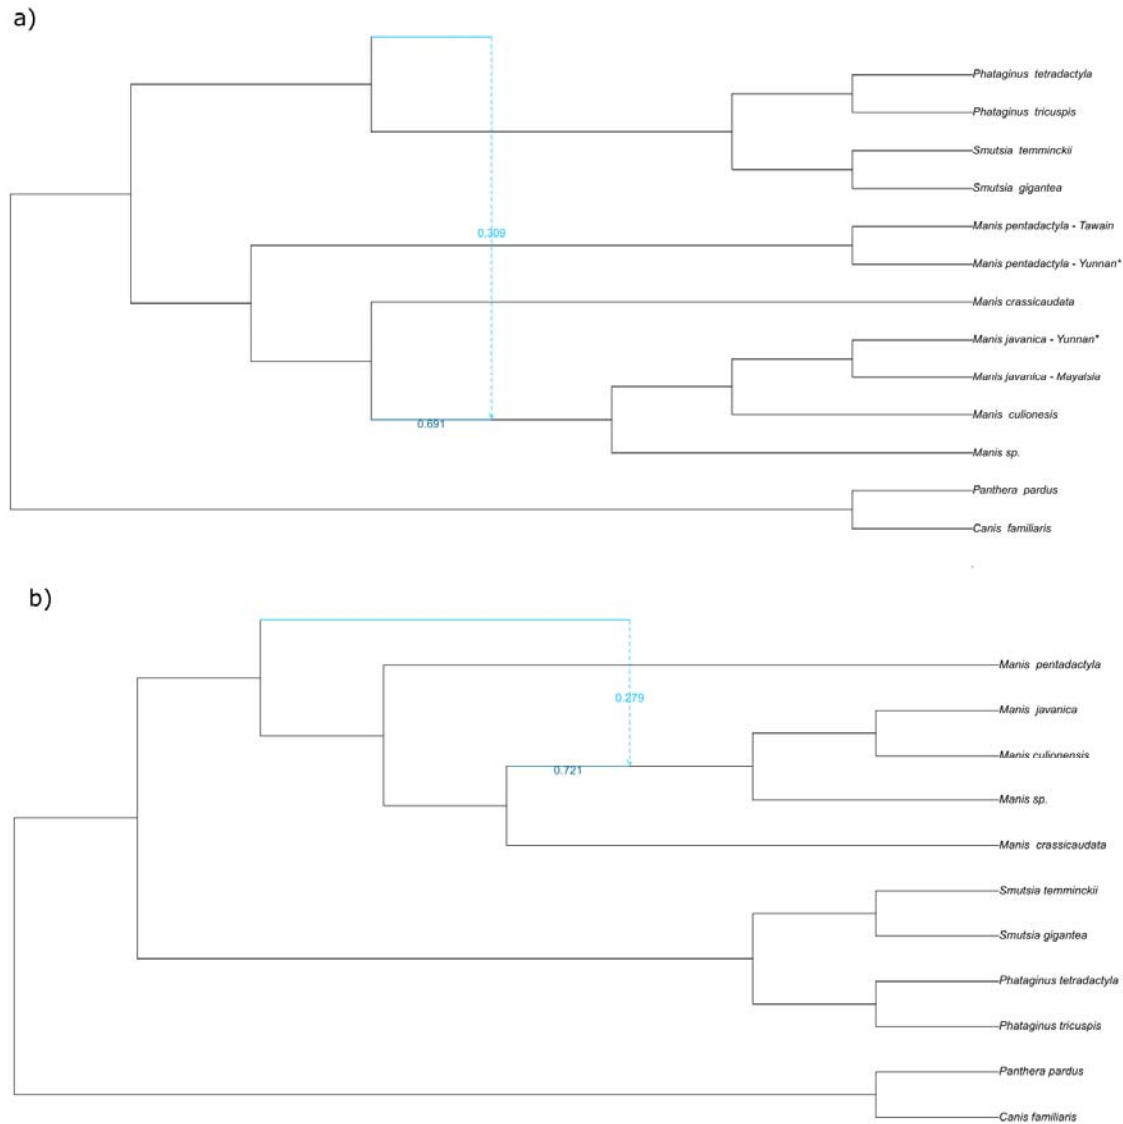 a)
Phataginus tetradactyla
Phataginus tricuspis
Smutsia temminckii
Smutsia gigantea
Manis pentadactyla - Tawain
0.309
Manis pentadactyla - Yunnan*
Manis crassicaudata
Manis javanica - Yunnan*
Manis javanica - Mayalsia
Manis culionesis
0.691
Manis sp.
Panthera pardus
Canis familiaris
b)
Manis pentadactyla
0.279
Manis javanica
Manis culionensis
0.721
Manis sp.
Manis crassicaudata
Smutsia temminckii
Smutsia gigantea
Phataginus tetradactyla
Phataginus tricuspis
Panthera pardus
Canis familiaris